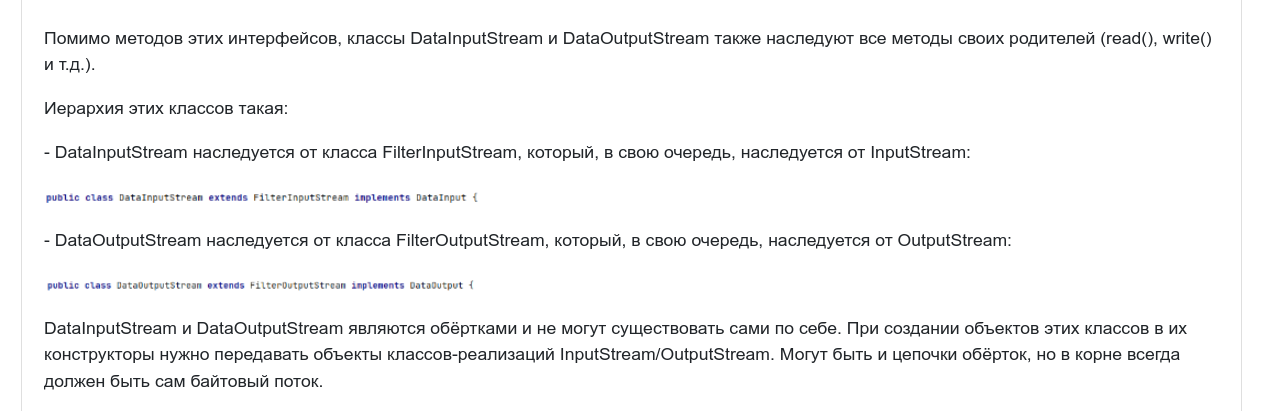 Помимо методов этих интерфейсов, классы DataInputStream и DataOutputStream также наследуют все методы своих родителей (read(), write()
и т.д.).
Иерархия этих классов такая:
- DataInputStream наследуется от класса FilterInputStream, который, в свою очередь, наследуется от InputStream:
public class DataInputStream extends FilterInputStream implements DataInput {
- DataOutputStream наследуется от класса FilterOutputStream, который, в свою очередь, наследуется от OutputStream:
public class DataOutputStream extends FilterOutputStream implements DataOutput {
DataInputStream и DataOutputStream являются обёртками и не могут существовать сами по себе. При создании объектов этих классов в их
конструкторы нужно передавать объекты классов-реализаций InputStream/OutputStream. Могут быть и цепочки обёрток, но в корне всегда
должен быть сам байтовый поток.